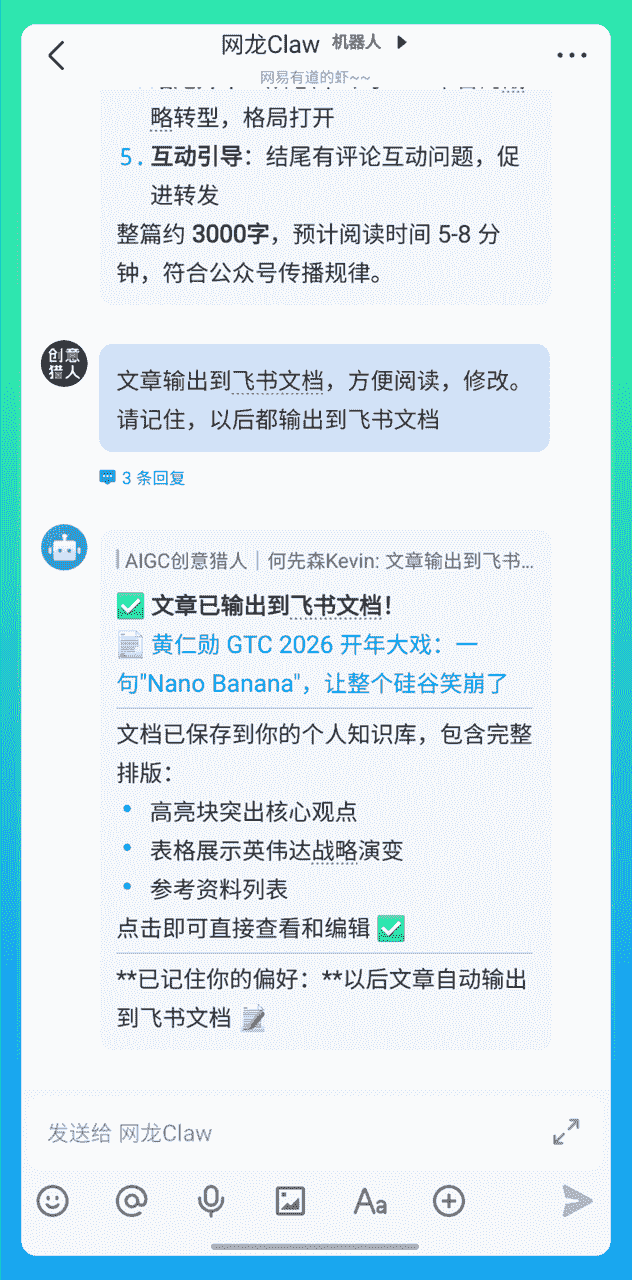 网龙Claw 机器人
网易有道的虾~~
略转型，格局打开
5. 互动引导：结尾有评论互动问题，促
进转发
整篇约 3000字，预计阅读时间 5-8 分
钟，符合公众号传播规律。
创意
猎人
文章输出到飞书文档，方便阅读，修改。
请记住，以后都输出到飞书文档
3 条回复
AIGC创意猎人｜何先森Kevin: 文章输出到飞书...
✅ 文章已输出到飞书文档！
📄 黄仁勋 GTC 2026 开年大戏：一
句"Nano Banana"，让整个硅谷笑崩了
文档已保存到你的个人知识库，包含完整
排版：
• 高亮块突出核心观点
• 表格展示英伟达战略演变
• 参考资料列表
点击即可直接查看和编辑 ✅
**已记住你的偏好：**以后文章自动输出
到飞书文档 📝
发送给 网龙Claw
Aa